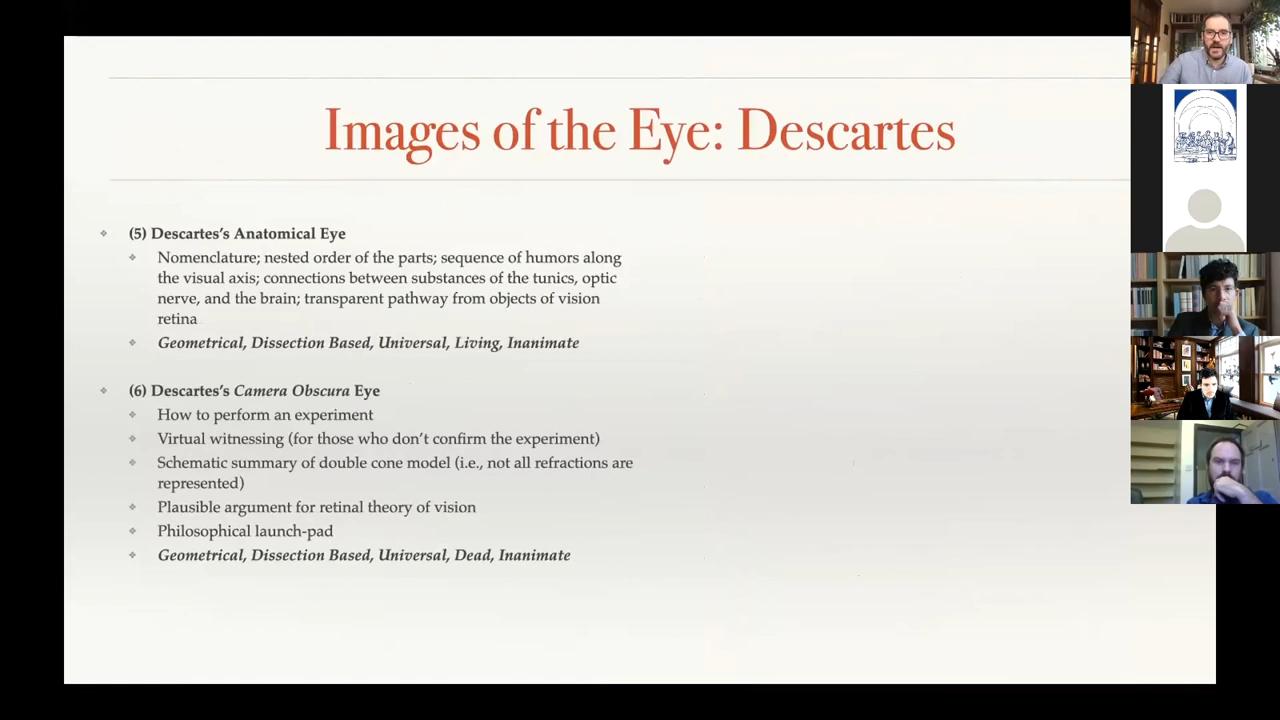 Images of the Eye: Descartes
(5) Descartes's Anatomical Eye
Nomenclature; nested order of the parts; sequence of humors along
the visual axis; connections between substances of the tunics, optic
nerve, and the brain; transparent pathway from objects of vision
retina
Geometrical, Dissection Based, Universal, Living, Inanimate
(6) Descartes's Camera Obscura Eye
How to perform an experiment
Virtual witnessing (for those who don't confirm the experiment)
Schematic summary of double cone model (i.e., not all refractions are
represented)
Plausible argument for retinal theory of vision
Philosophical launch-pad
Geometrical, Dissection Based, Universal, Dead, Inanimate